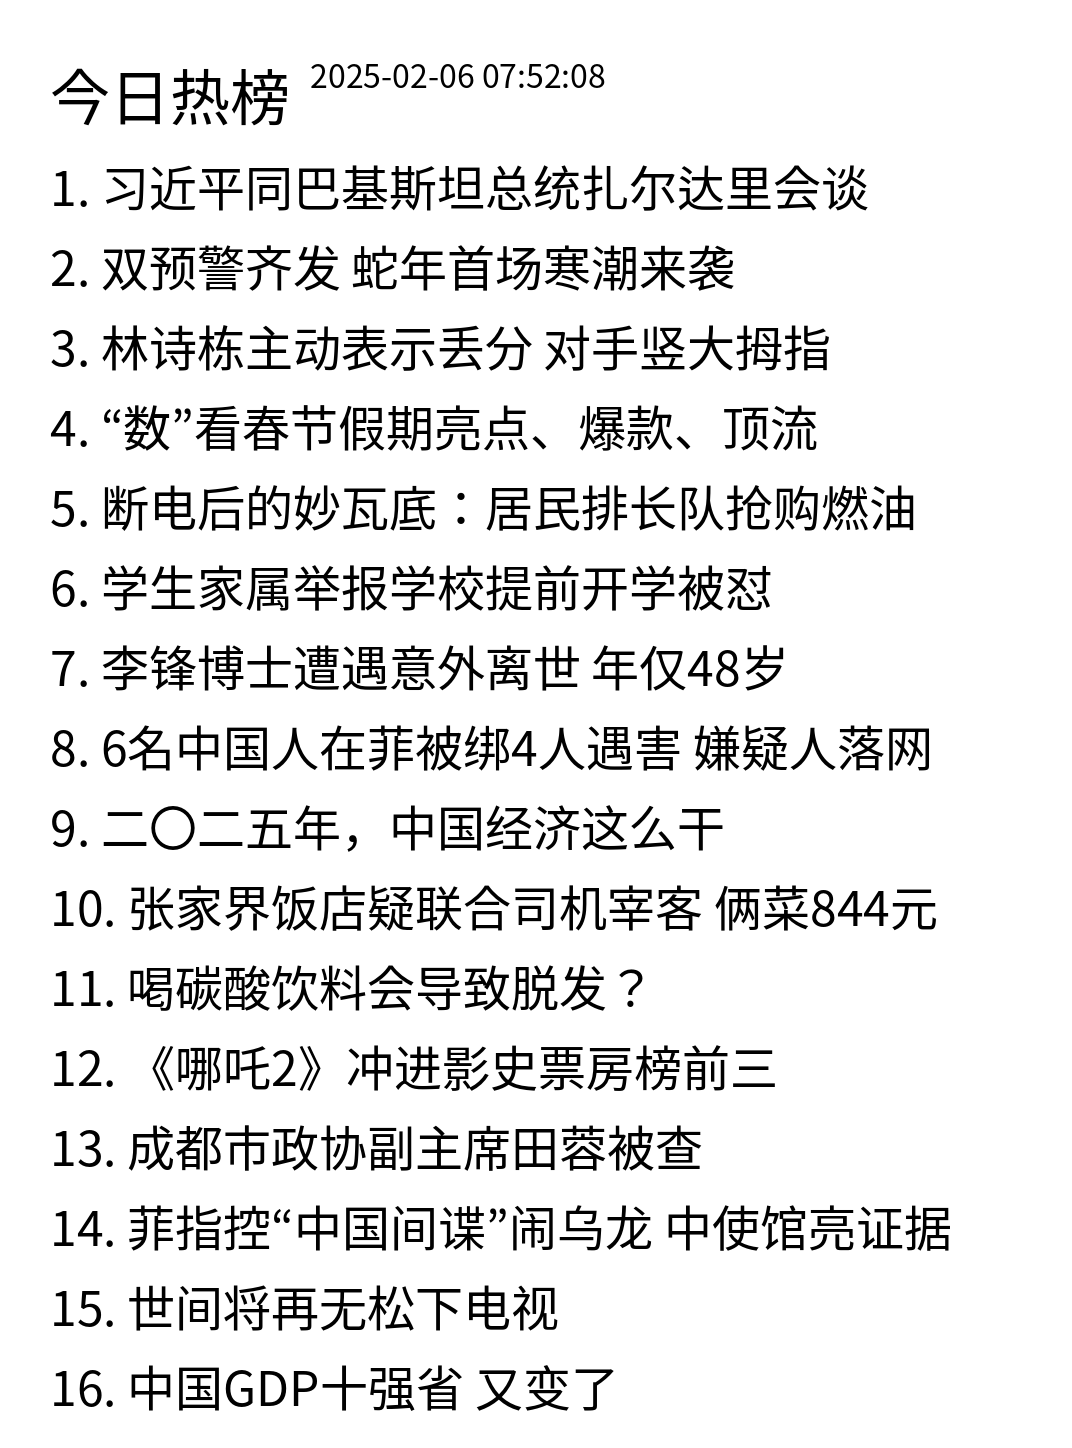 今日热榜 2025-02-06 07:52:08
1. 习近平同巴基斯坦总统扎尔达里会谈
2. 双预警齐发 蛇年首场寒潮来袭
3. 林诗栋主动表示丢分 对手竖大拇指
4. “数”看春节假期亮点、爆款、顶流
5. 断电后的妙瓦底：居民排长队抢购燃油
6. 学生家属举报学校提前开学被怼
7. 李锋博士遭遇意外离世 年仅48岁
8. 6名中国人在菲被绑4人遇害 嫌疑人落网
9. 二〇二五年，中国经济这么干
10. 张家界饭店疑联合司机宰客 俩菜844元
11. 喝碳酸饮料会导致脱发？
12. 《哪吒2》冲进影史票房榜前三
13. 成都市政协副主席田蓉被查
14. 菲指控“中国间谍”闹乌龙 中使馆亮证据
15. 世间将再无松下电视
16. 中国GDP十强省 又变了